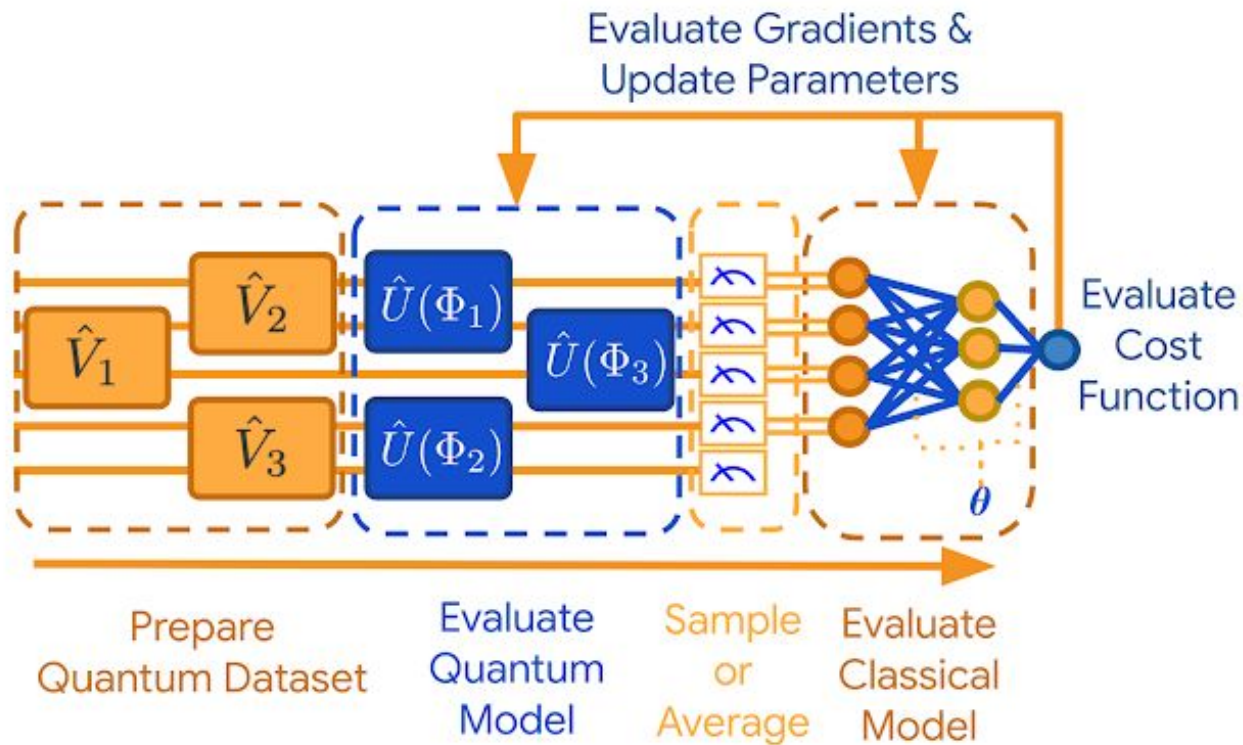 Evaluate Gradients &
Update Parameters
V̂₁
V̂₂
V̂₃
Û(Φ₁)
Û(Φ₂)
Û(Φ₃)
θ
Evaluate
Cost
Function
Prepare
Quantum Dataset
Evaluate
Quantum
Model
Sample
or
Average
Evaluate
Classical
Model